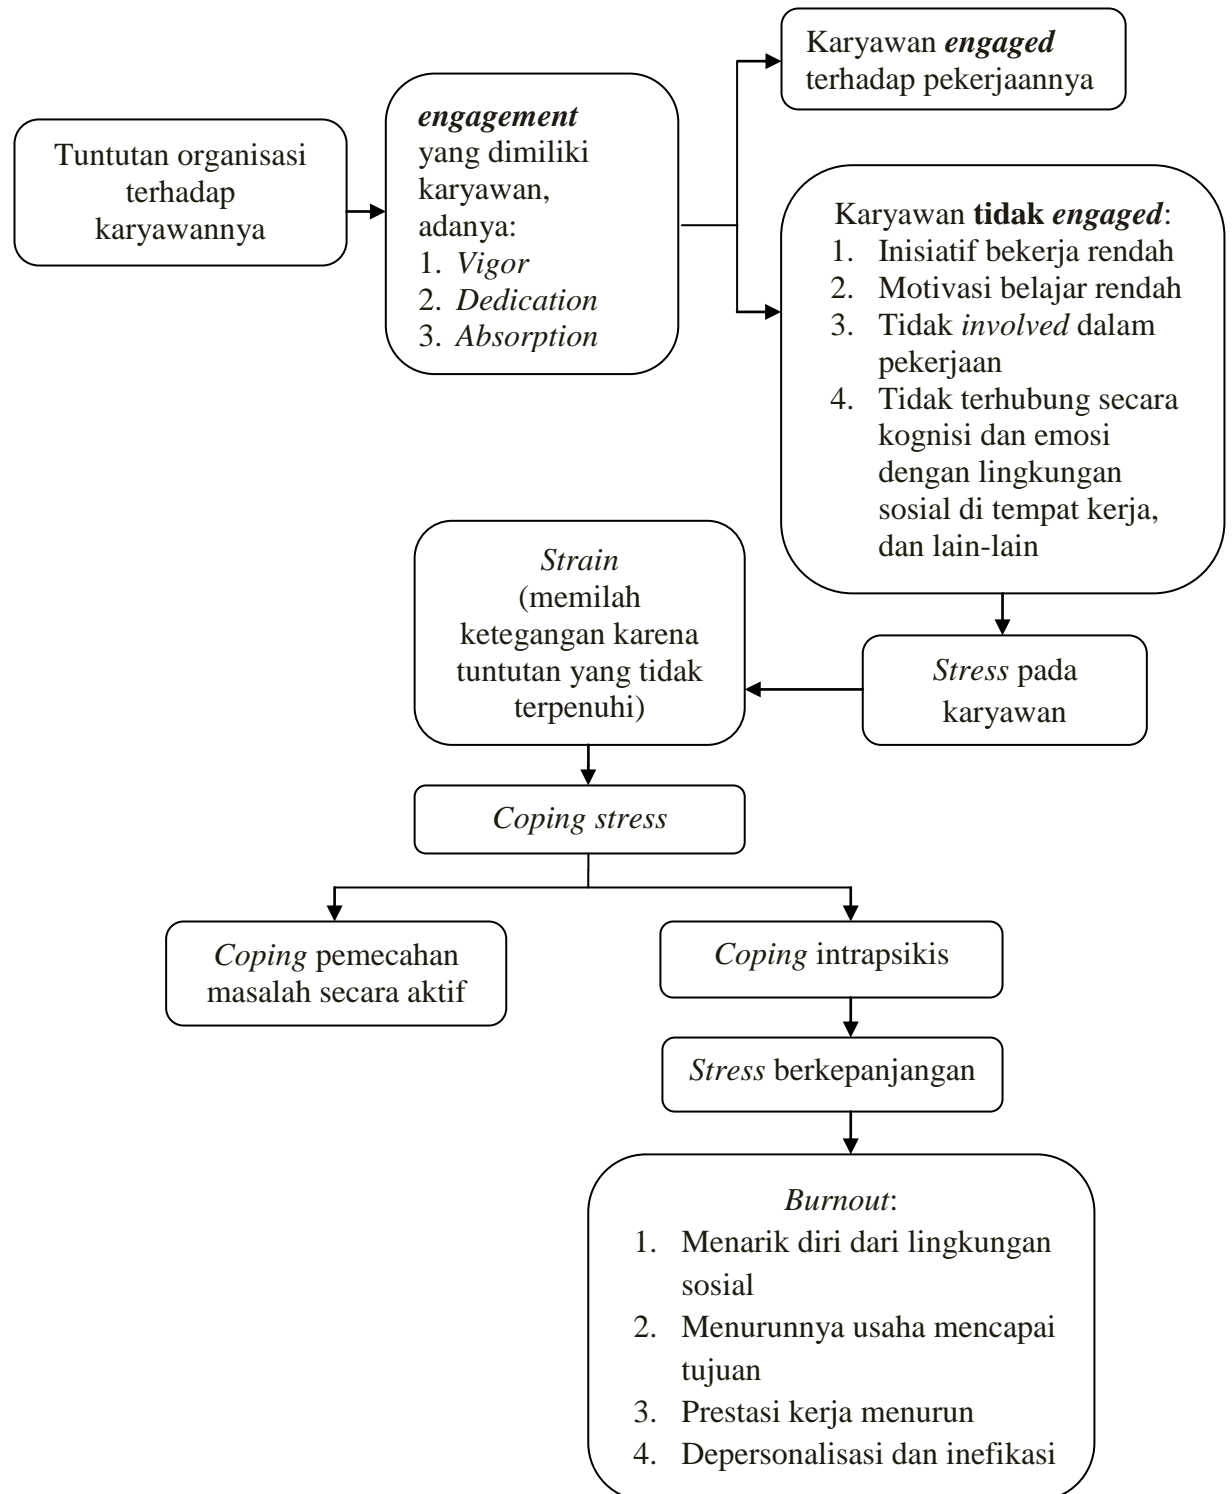 Tuntutan organisasi
terhadap
karyawannya
engagement
yang dimiliki
karyawan,
adanya:
1. Vigor
2. Dedication
3. Absorption
Karyawan engaged
terhadap pekerjaannya
Karyawan tidak engaged:
1. Inisiatif bekerja rendah
2. Motivasi belajar rendah
3. Tidak involved dalam
pekerjaan
4. Tidak terhubung secara
kognisi dan emosi
dengan lingkungan
sosial di tempat kerja,
dan lain-lain
Stress pada
karyawan
Strain
(memilah
ketegangan karena
tuntutan yang tidak
terpenuhi)
Coping stress
Coping pemecahan
masalah secara aktif
Coping intrapsikis
Stress berkepanjangan
Burnout:
1. Menarik diri dari lingkungan
sosial
2. Menurunnya usaha mencapai
tujuan
3. Prestasi kerja menurun
4. Depersonalisasi dan inefikasi